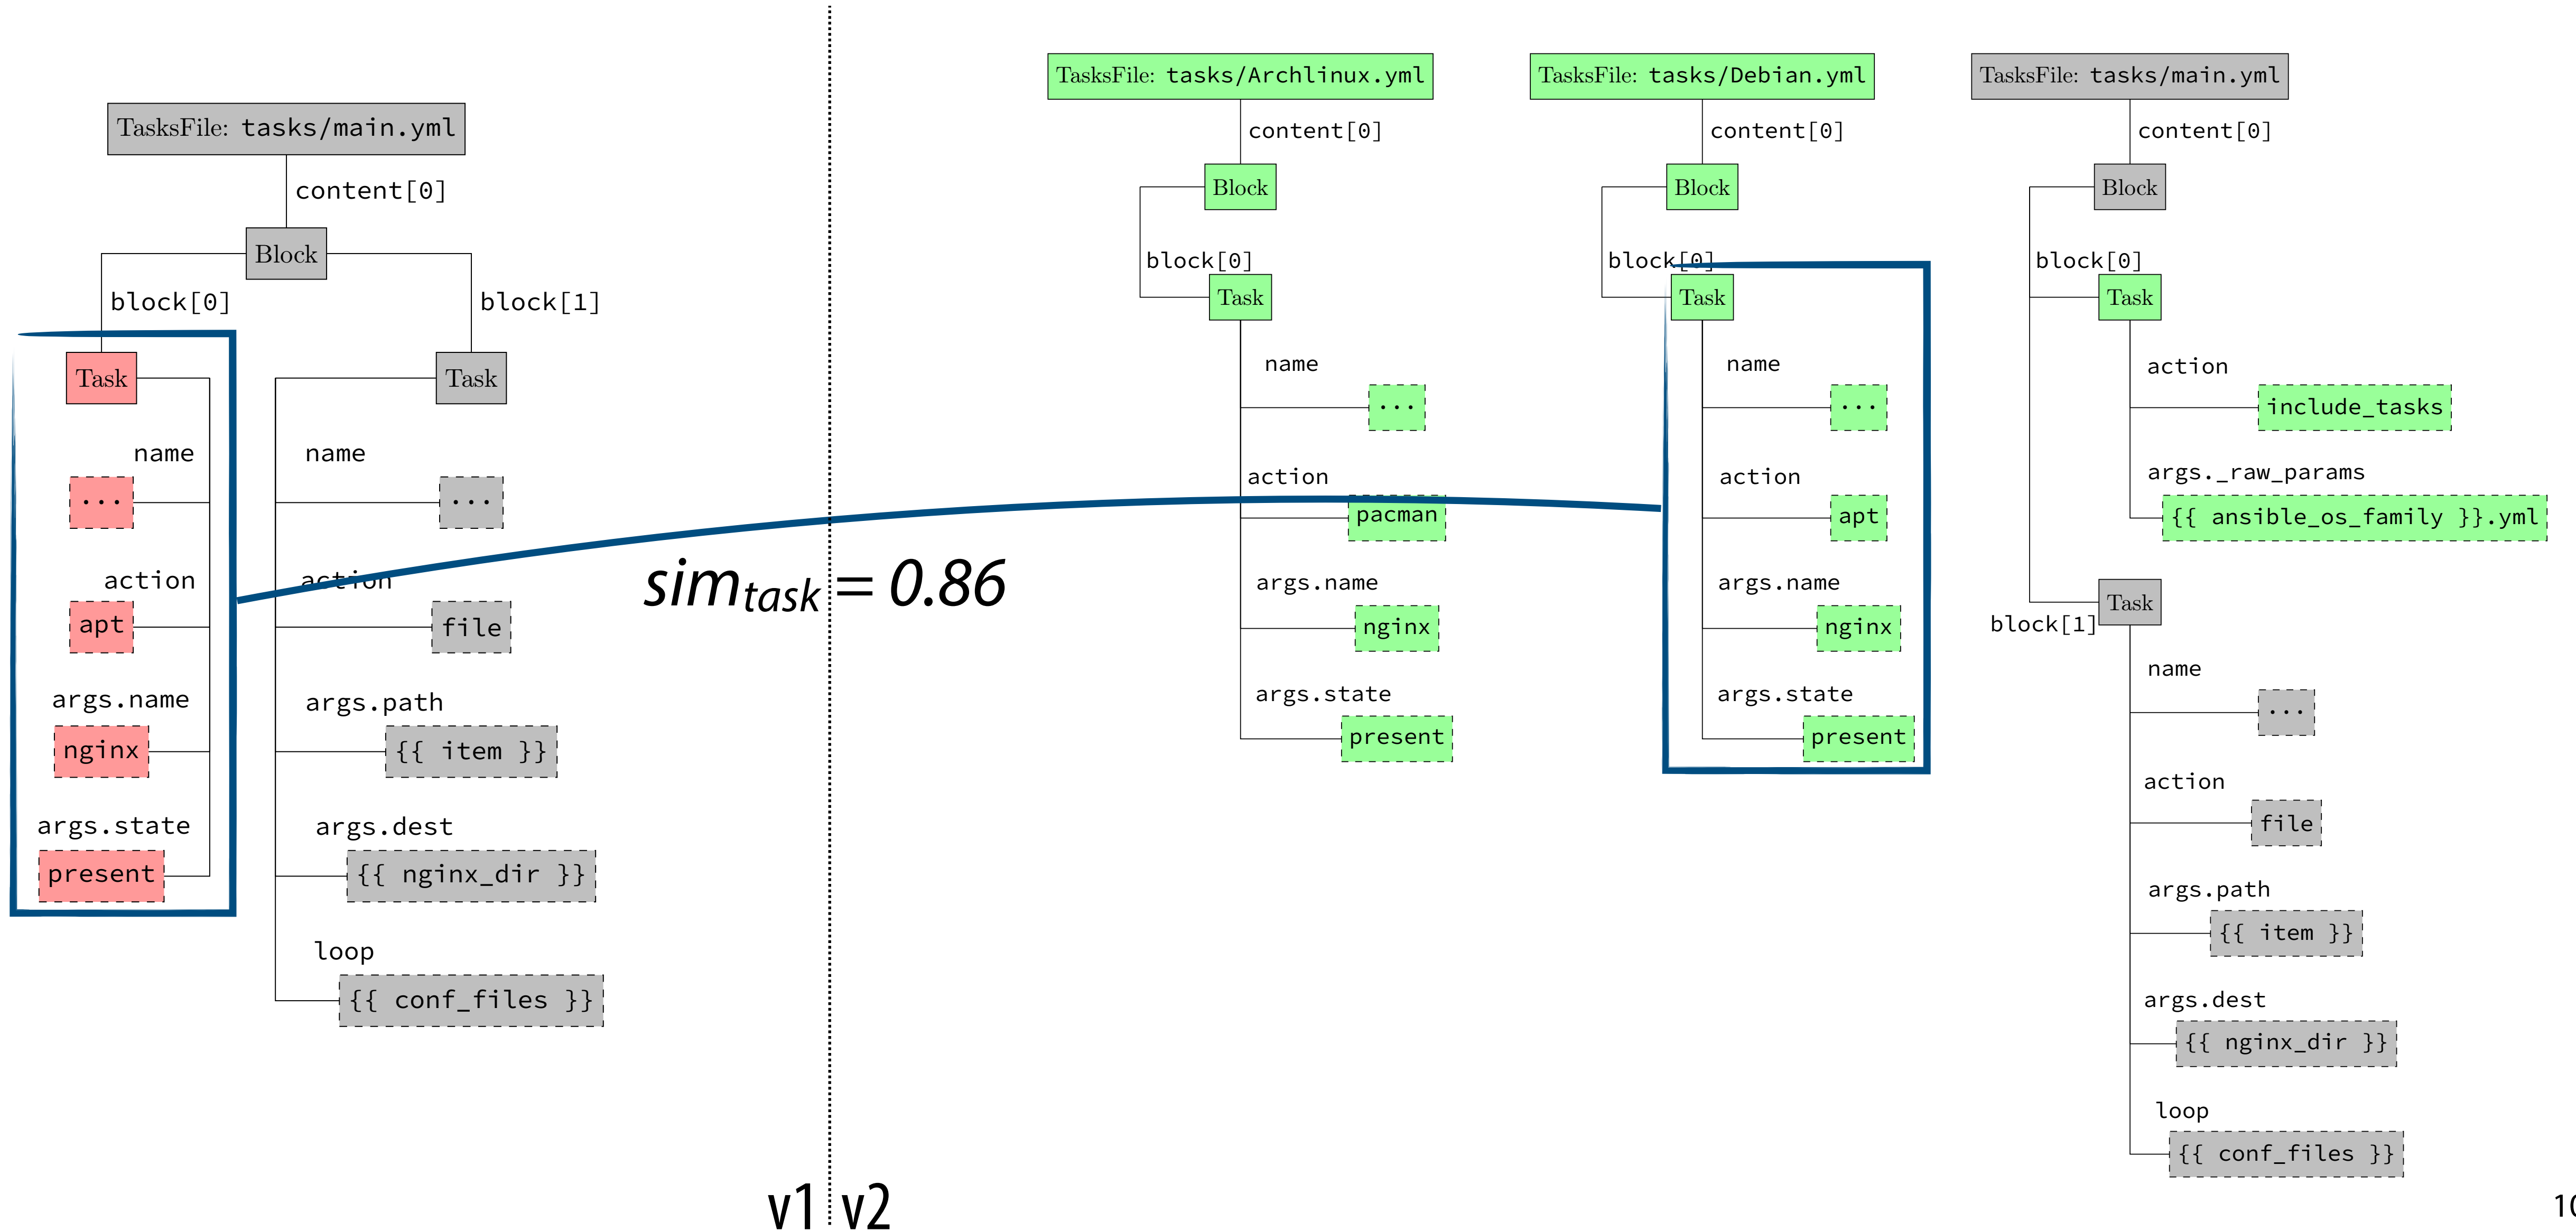 TasksFile: tasks/main.yml
content[0]
Block
block[0]
block[1]
Task
Task
name
name
...
...
action
action
apt
file
args.name
args.path
nginx
{{ item }}
args.state
args.dest
present
{{ nginx_dir }}
loop
{{ conf_files }}
simtask = 0.86
v1
v2
TasksFile: tasks/Archlinux.yml
content[0]
Block
block[0]
Task
name
...
action
pacman
args.name
nginx
args.state
present
TasksFile: tasks/Debian.yml
content[0]
Block
block[0]
Task
name
...
action
apt
args.name
nginx
args.state
present
TasksFile: tasks/main.yml
content[0]
Block
block[0]
Task
action
include_tasks
args._raw_params
{{ ansible_os_family }}.yml
Task
block[1]
name
...
action
file
args.path
{{ item }}
args.dest
{{ nginx_dir }}
loop
{{ conf_files }}